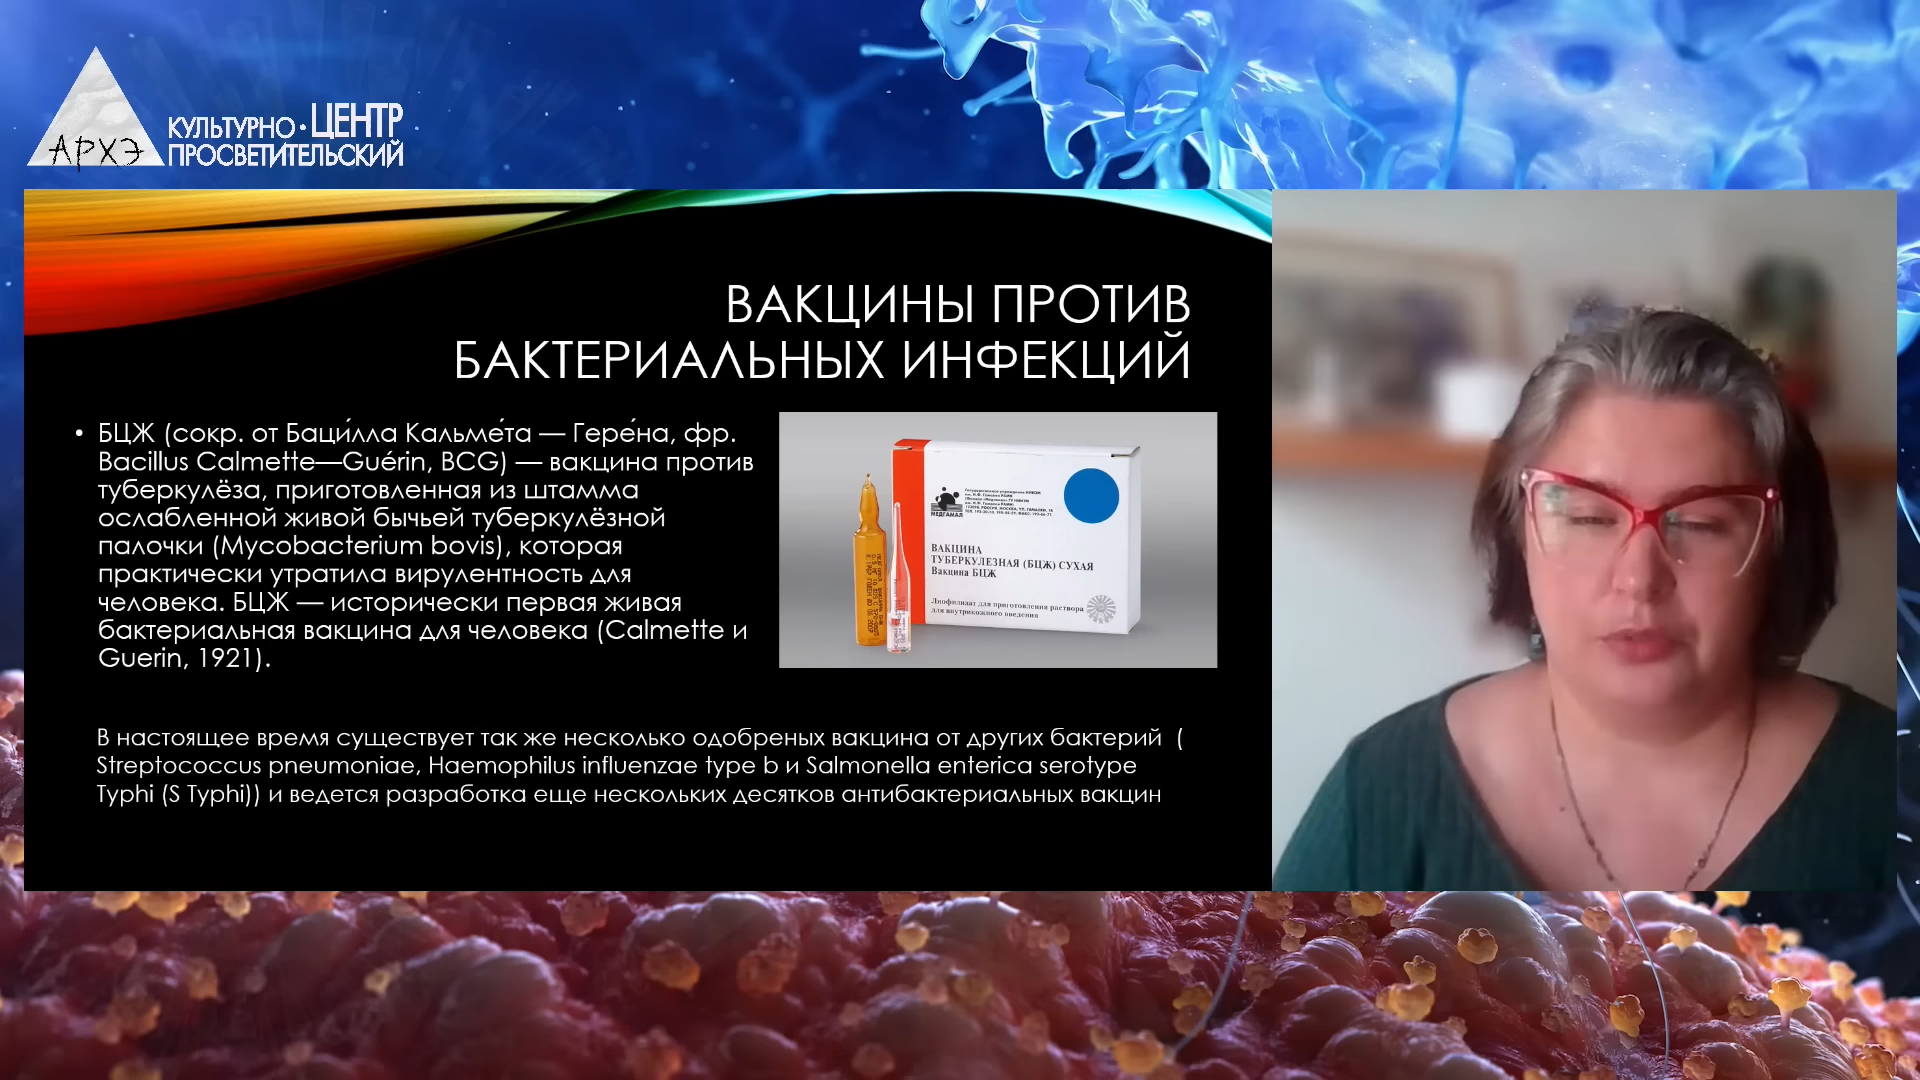 АРХЭ
КУЛЬТУРНО·ЦЕНТР
ПРОСВЕТИТЕЛЬСКИЙ
ВАКЦИНЫ ПРОТИВ
БАКТЕРИАЛЬНЫХ ИНФЕКЦИЙ
• БЦЖ (сокр. от Баци́лла Кальме́та — Гере́на, фр.
Bacillus Calmette—Guérin, BCG) — вакцина против
туберкулёза, приготовленная из штамма
ослабленной живой бычьей туберкулёзной
палочки (Mycobacterium bovis), которая
практически утратила вирулентность для
человека. БЦЖ — исторически первая живая
бактериальная вакцина для человека (Calmette и
Guerin, 1921).
МЕДГАМАЛ
ВАКЦИНА
ТУБЕРКУЛЕЗНАЯ (БЦЖ) СУХАЯ
Вакцина БЦЖ
Лиофилизат для приготовления раствора
для внутрикожного введения
В настоящее время существует так же несколько одобреных вакцина от других бактерий (
Streptococcus pneumoniae, Haemophilus influenzae type b и Salmonella enterica serotype
Typhi (S Typhi)) и ведется разработка еще нескольких десятков антибактериальных вакцин